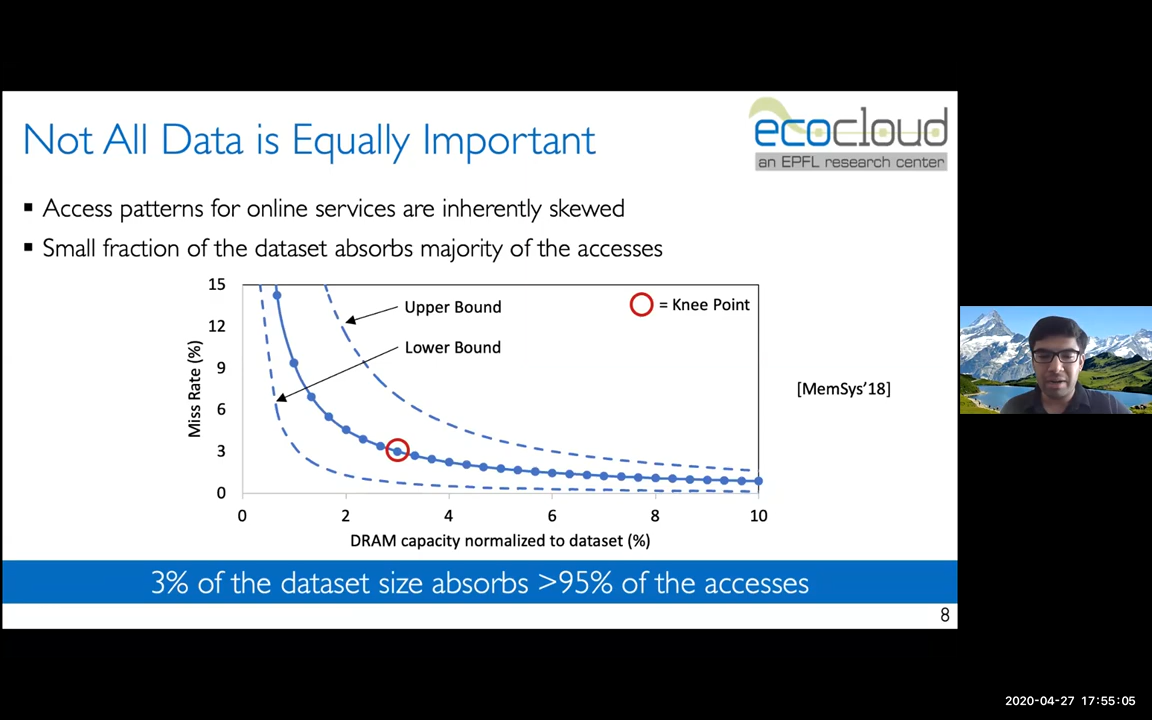 Not All Data is Equally Important
ecocloud
an EPFL research center
▪ Access patterns for online services are inherently skewed
▪ Small fraction of the dataset absorbs majority of the accesses
15
12
9
6
3
0
Miss Rate (%)
Upper Bound
Lower Bound
= Knee Point
[MemSys'18]
0 2 4 6 8 10
DRAM capacity normalized to dataset (%)
3% of the dataset size absorbs >95% of the accesses
8
2020-04-27 17:55:05